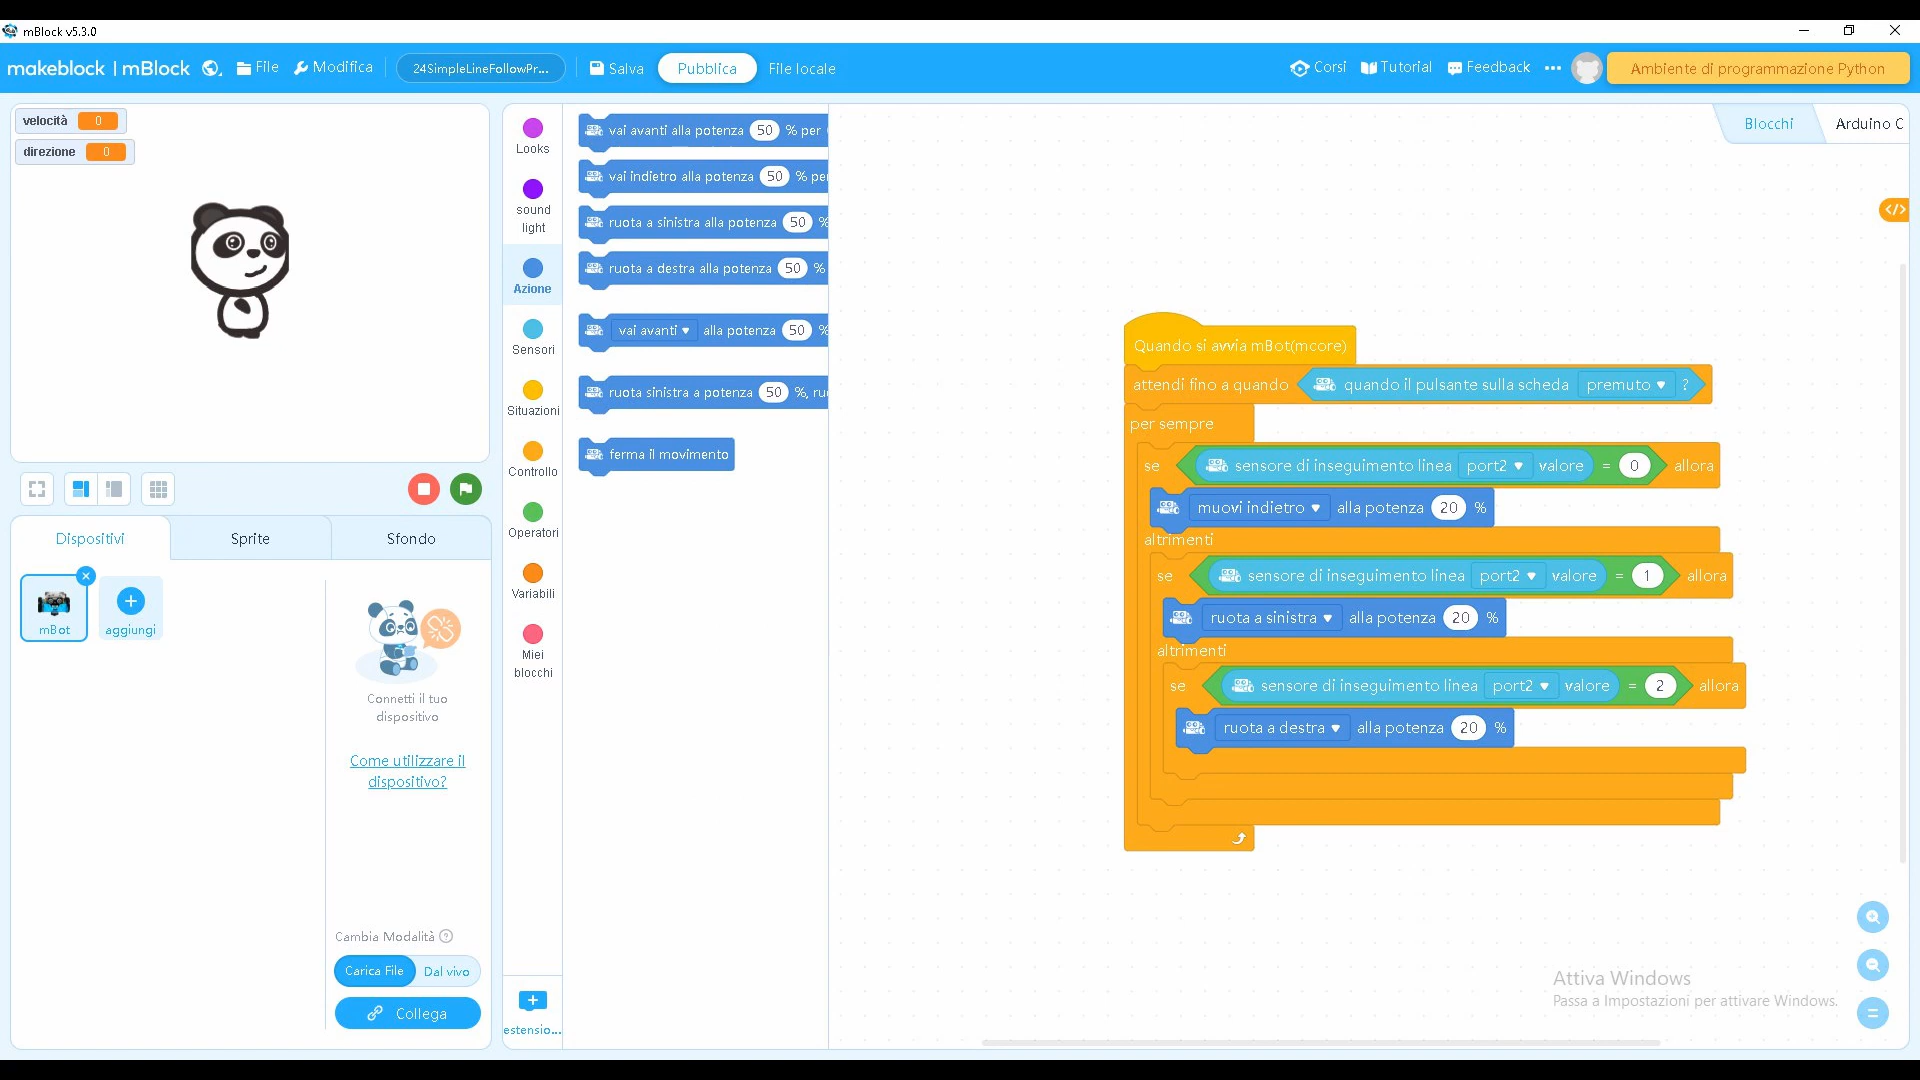 mBlock v5.3.0
makeblock | mBlock
File
Modifica
24SimpleLineFollowPr...
Salva
Pubblica
File locale
Corsi
Tutorial
Feedback
Ambiente di programmazione Python
velocità 0
direzione 0
Dispositivi
Sprite
Sfondo
mBot
aggiungi
Connetti il tuo
dispositivo
Come utilizzare il
dispositivo?
Cambia Modalità ?
Carica File
Dal vivo
Collega
Looks
sound
light
Azione
Sensori
Situazioni
Controllo
Operatori
Variabili
Miei
blocchi
estensio...
vai avanti alla potenza 50 % per
vai indietro alla potenza 50 % per
ruota a sinistra alla potenza 50 %
ruota a destra alla potenza 50 %
vai avanti alla potenza 50 %
ruota sinistra a potenza 50 %, ruo
ferma il movimento
Blocchi
Arduino C
</>
Quando si avvia mBot(mcore)
attendi fino a quando quando il pulsante sulla scheda premuto ?
per sempre
se sensore di inseguimento linea port2 valore = 0 allora
muovi indietro alla potenza 20 %
altrimenti
se sensore di inseguimento linea port2 valore = 1 allora
ruota a sinistra alla potenza 20 %
altrimenti
se sensore di inseguimento linea port2 valore = 2 allora
ruota a destra alla potenza 20 %
Attiva Windows
Passa a Impostazioni per attivare Windows.